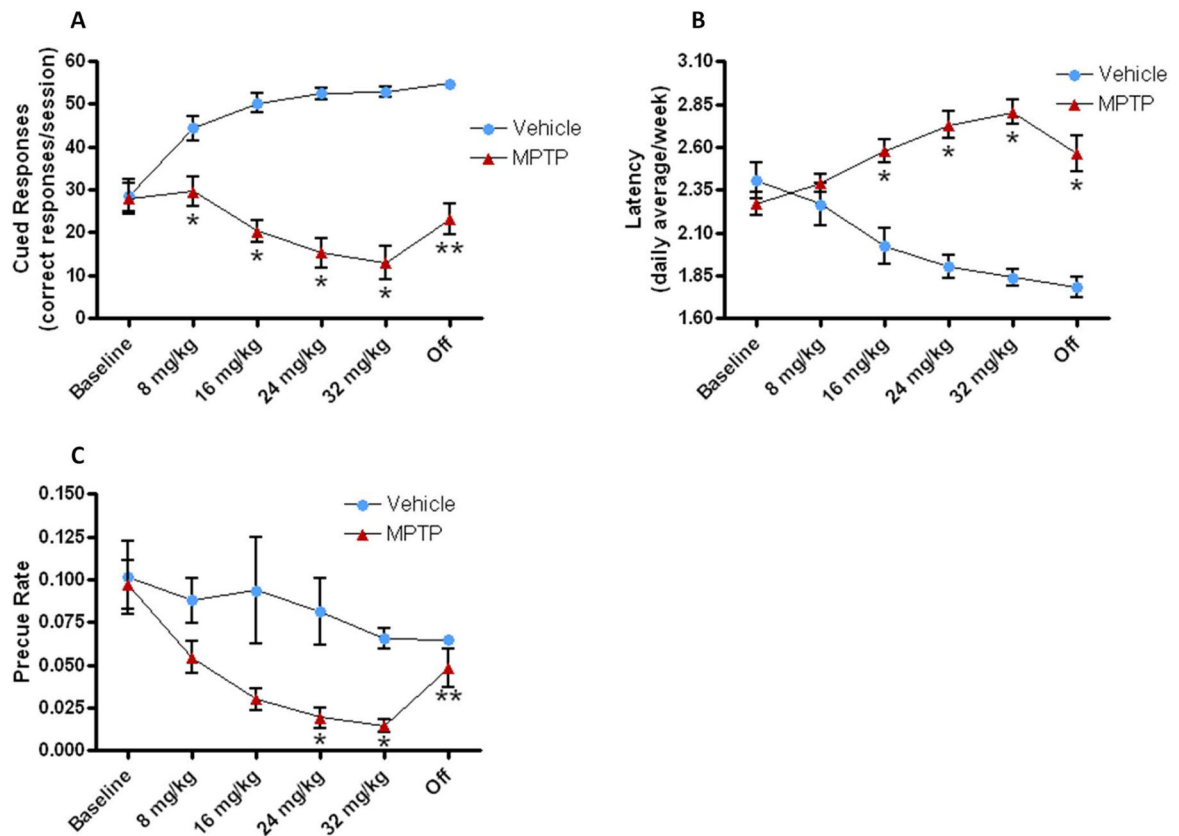 A
Cued Responses
(correct responses/session)
60
50
40
30
20
10
0
Baseline
8 mg/kg
16 mg/kg
24 mg/kg
32 mg/kg
Off
Vehicle
MPTP
*
*
*
*
**
B
Latency
(daily average/week)
3.10
2.85
2.60
2.35
2.10
1.85
1.60
Baseline
8 mg/kg
16 mg/kg
24 mg/kg
32 mg/kg
Off
Vehicle
MPTP
*
*
*
*
C
Precue Rate
0.150
0.125
0.100
0.075
0.050
0.025
0.000
Baseline
8 mg/kg
16 mg/kg
24 mg/kg
32 mg/kg
Off
Vehicle
MPTP
*
*
**